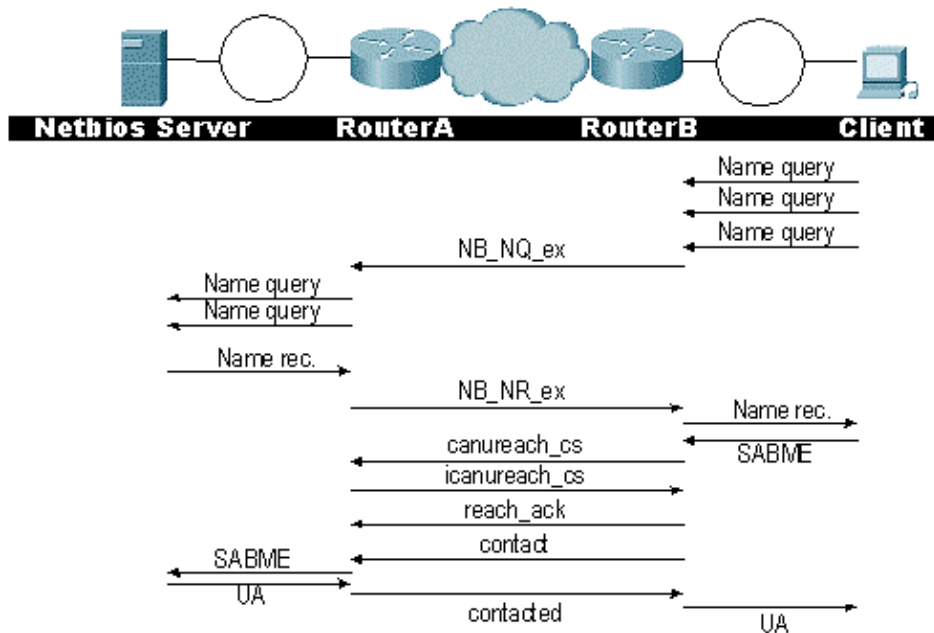 Netbios Server RouterA RouterB Client
Name query
Name query
Name query
NB_NQ_ex
Name query
Name query
Name rec.
NB_NR_ex
Name rec.
canureach_cs
SABME
icanureach_cs
reach_ack
contact
SABME
UA
contacted
UA